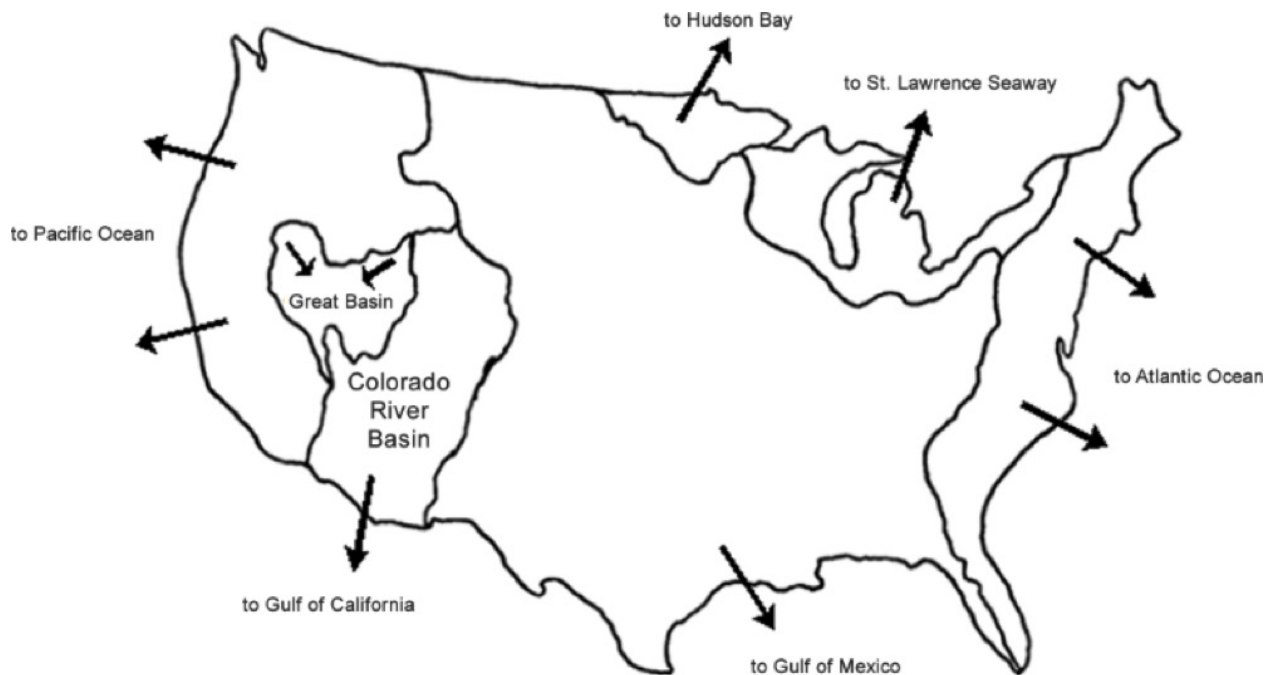 to Hudson Bay
to St. Lawrence Seaway
to Pacific Ocean
Great Basin
Colorado
River
Basin
to Atlantic Ocean
to Gulf of California
to Gulf of Mexico